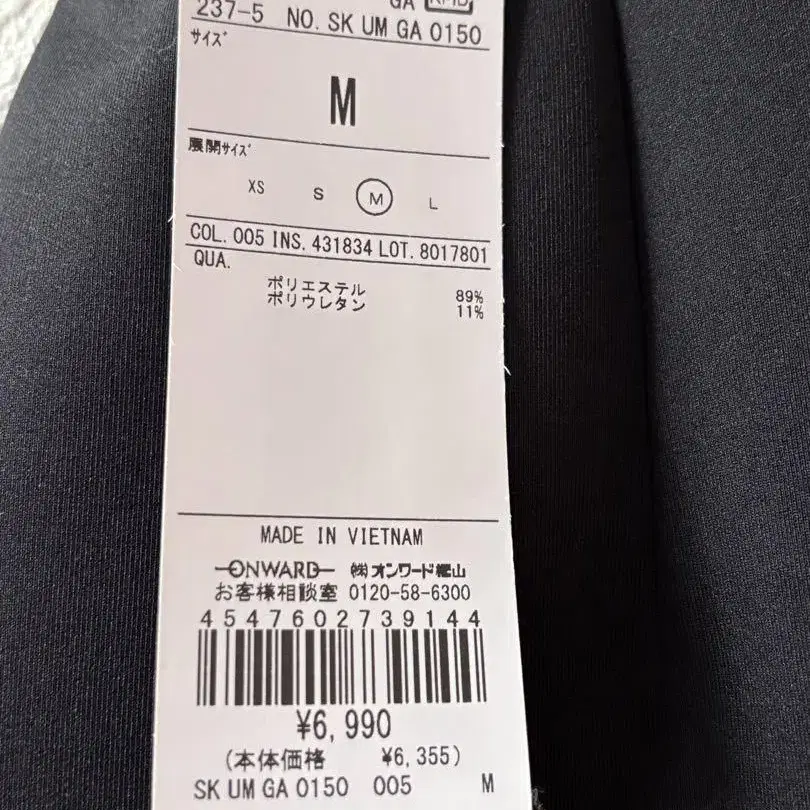 GA
237-5 NO. SK UM GA 0150
サイズ
M
展開サイズ
XS S M L
COL. 005 INS. 431834 LOT. 8017801
QUA.
ポリエステル 89%
ポリウレタン 11%
MADE IN VIETNAM
ONWARD ㈱オンワード樫山
お客様相談室 0120-58-6300
4547602739144
¥6,990
(本体価格 ¥6,355)
SK UM GA 0150 005 M